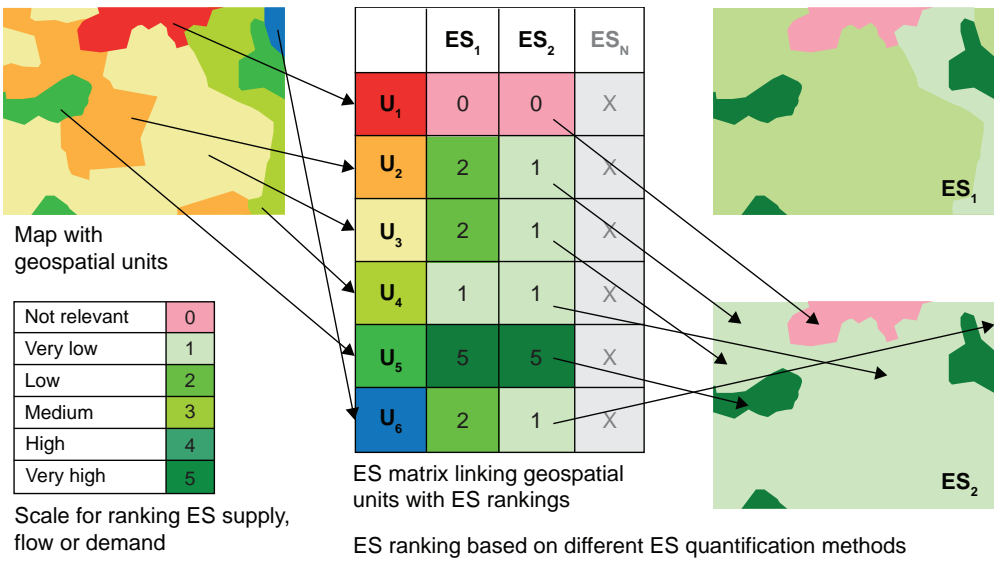 ES1 ES2 ESN
U1 0 0 X
U2 2 1 X
U3 2 1 X
U4 1 1 X
U5 5 5 X
U6 2 1 X
Map with
geospatial units
Not relevant 0
Very low 1
Low 2
Medium 3
High 4
Very high 5
Scale for ranking ES supply,
flow or demand
ES matrix linking geospatial
units with ES rankings
ES ranking based on different ES quantification methods
ES1
ES2